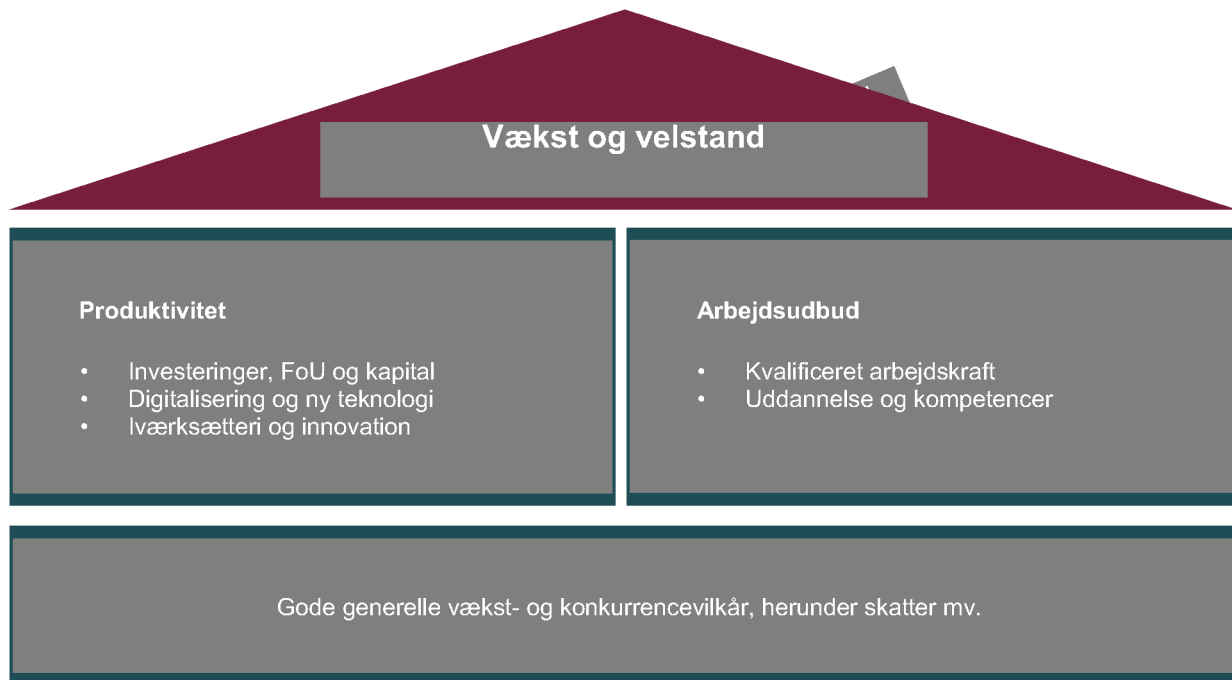 Vækst og velstand
Produktivitet
• Investeringer, FoU og kapital
• Digitalisering og ny teknologi
• Iværksætteri og innovation
Arbejdsudbud
• Kvalificeret arbejdskraft
• Uddannelse og kompetencer
Gode generelle vækst- og konkurrencevilkår, herunder skatter mv.